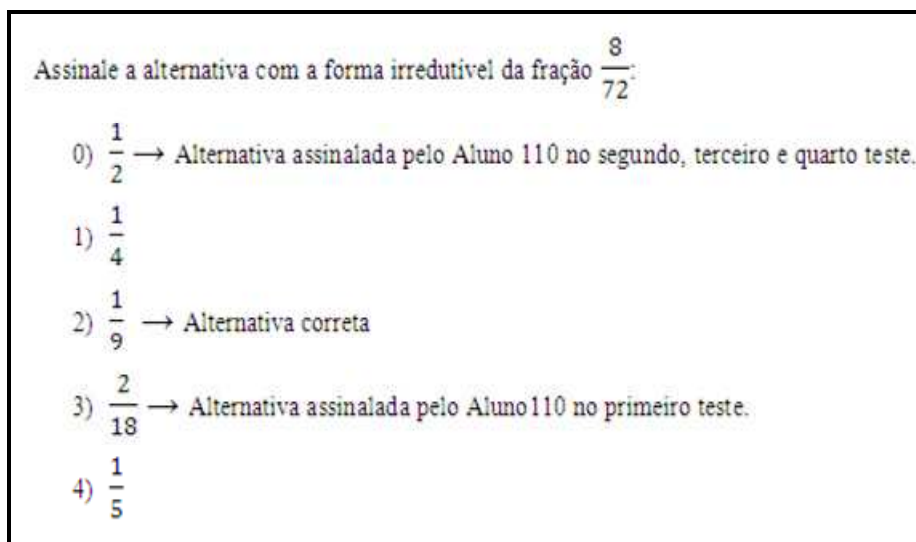 Assinale a alternativa com a forma irredutível da fração 8/72:
0) 1/2 → Alternativa assinalada pelo Aluno 110 no segundo, terceiro e quarto teste.
1) 1/4
2) 1/9 → Alternativa correta
3) 2/18 → Alternativa assinalada pelo Aluno110 no primeiro teste.
4) 1/5